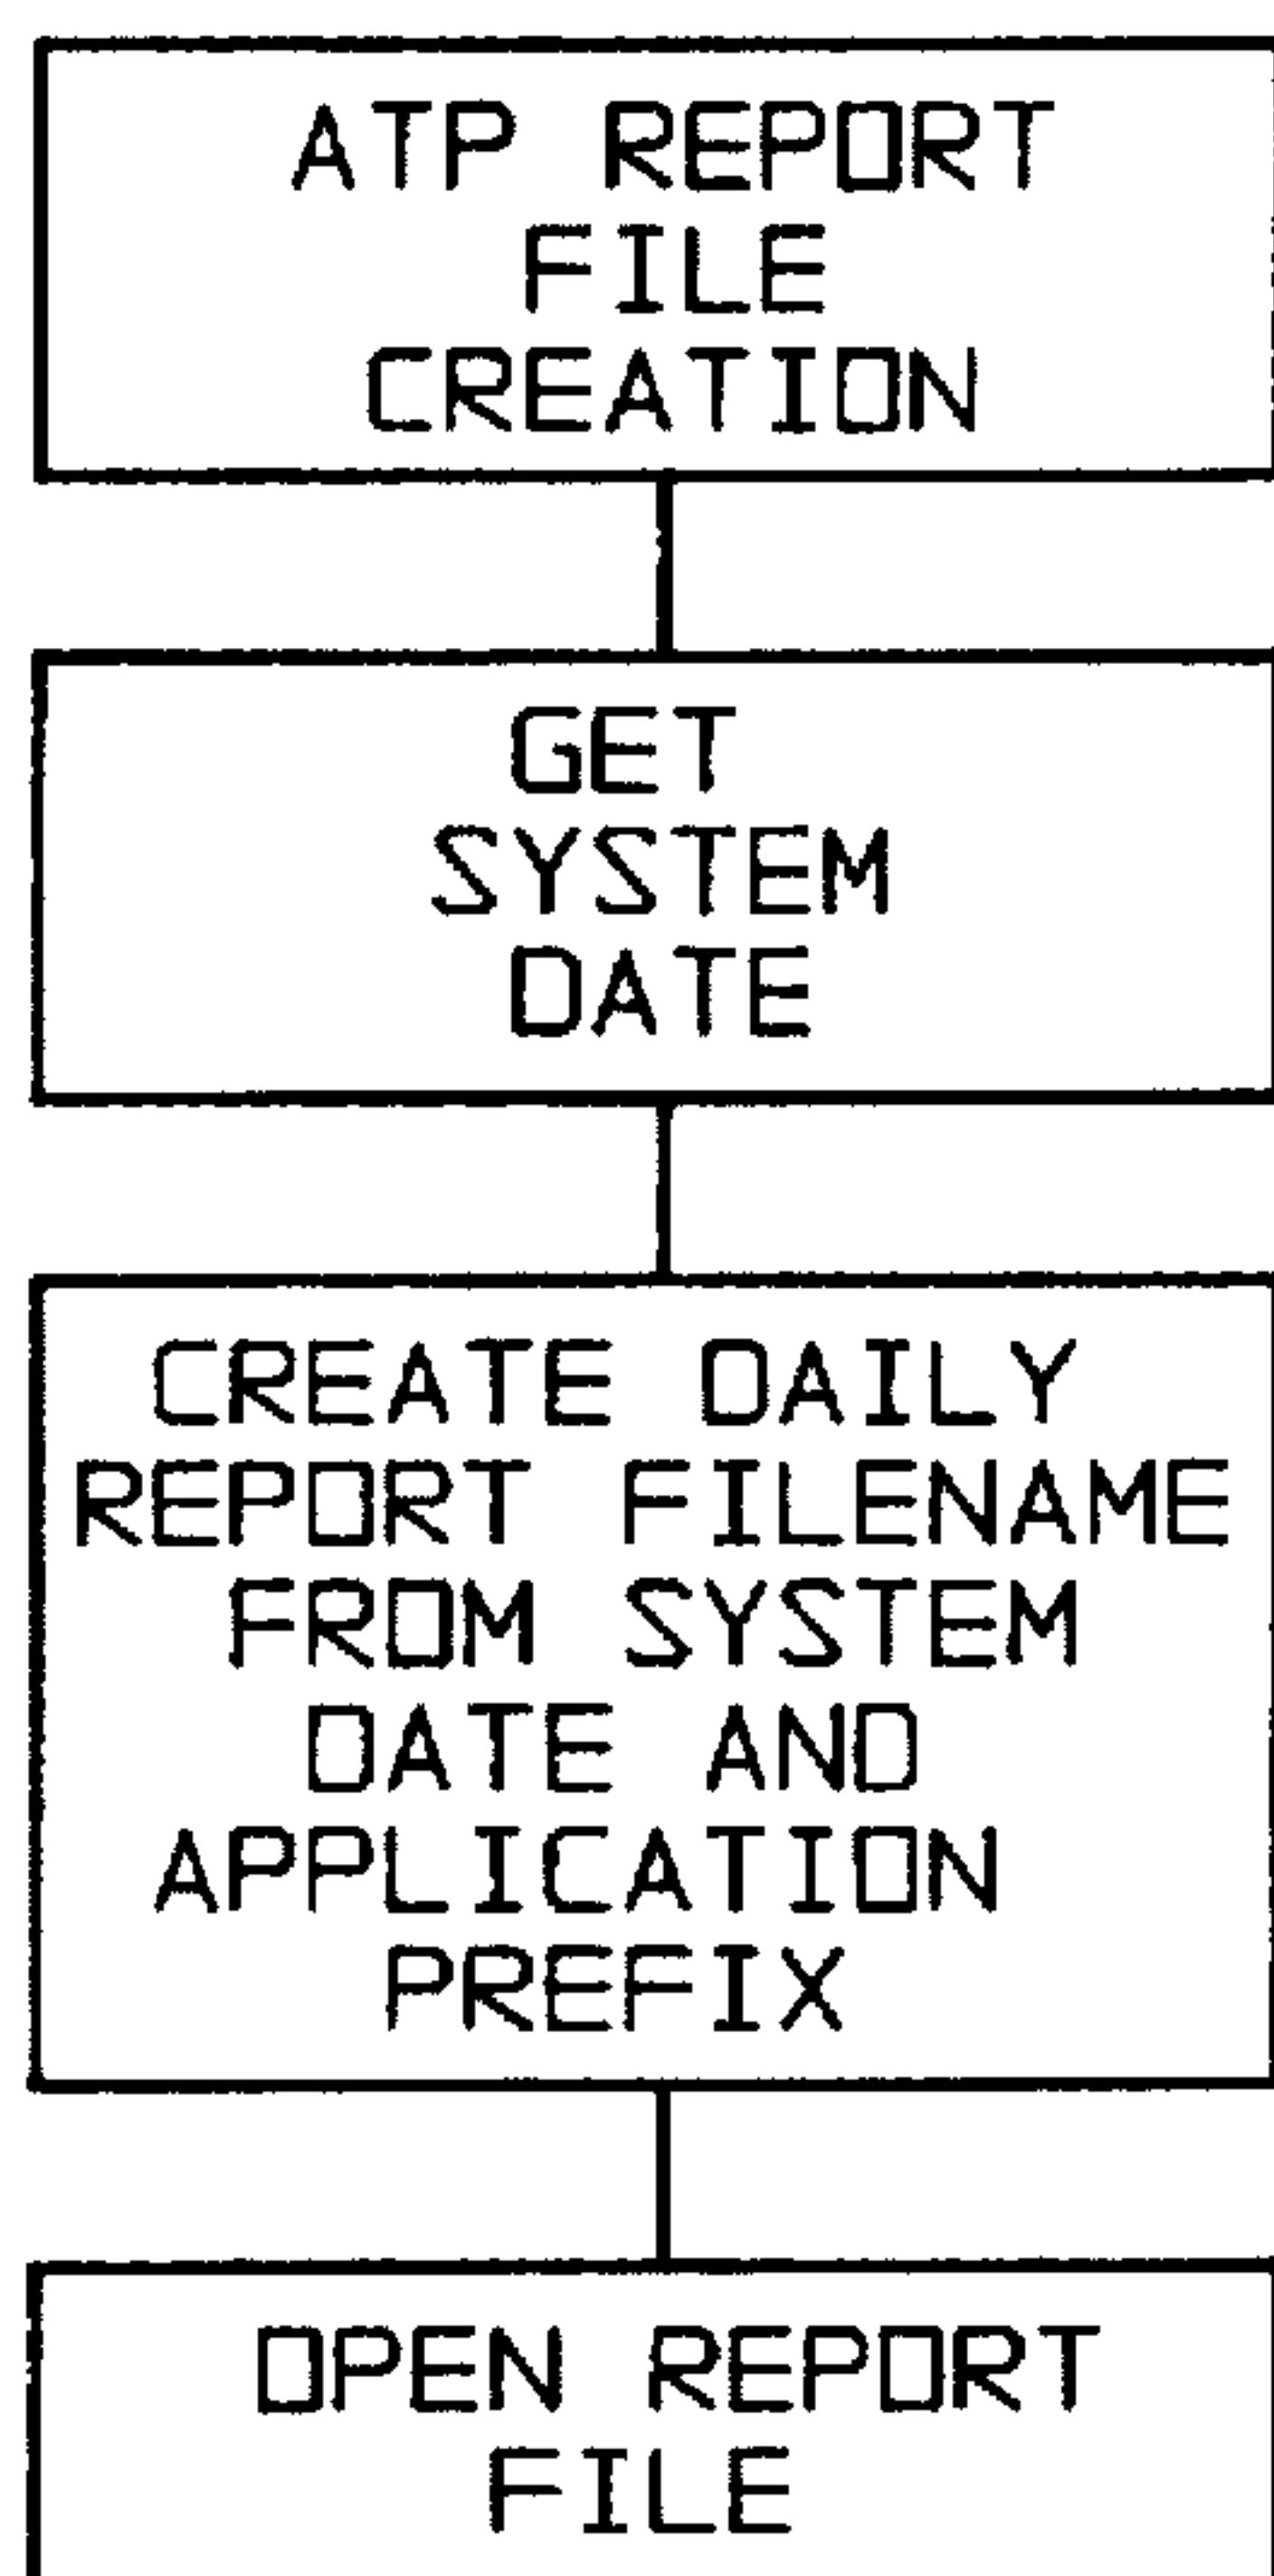 ATP REPORT
FILE
CREATION
GET
SYSTEM
DATE
CREATE DAILY
REPORT FILENAME
FROM SYSTEM
DATE AND
APPLICATION
PREFIX
OPEN REPORT
FILE